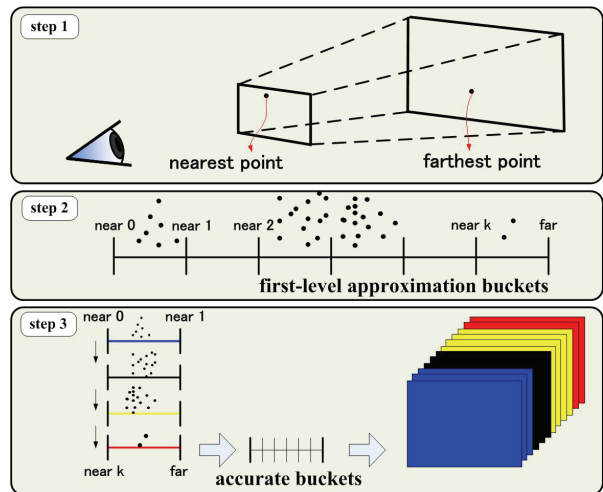 step 1
nearest point
farthest point
step 2
near 0 near 1 near 2 near k far
first-level approximation buckets
step 3
near 0 near 1
near k far
accurate buckets